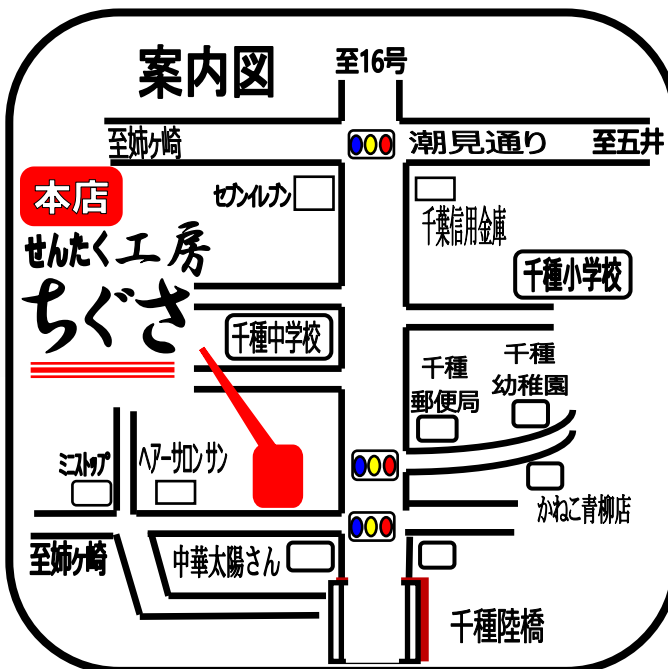 案内図
至16号
至姉ヶ崎
潮見通り
至五井
本店
せんたく工房
ちぐさ
セブンイレブン
千葉信用金庫
千種小学校
千種中学校
千種
郵便局
千種
幼稚園
ミニストップ
ヘアーサロン サン
かねこ青柳店
至姉ヶ崎
中華太陽さん
千種陸橋